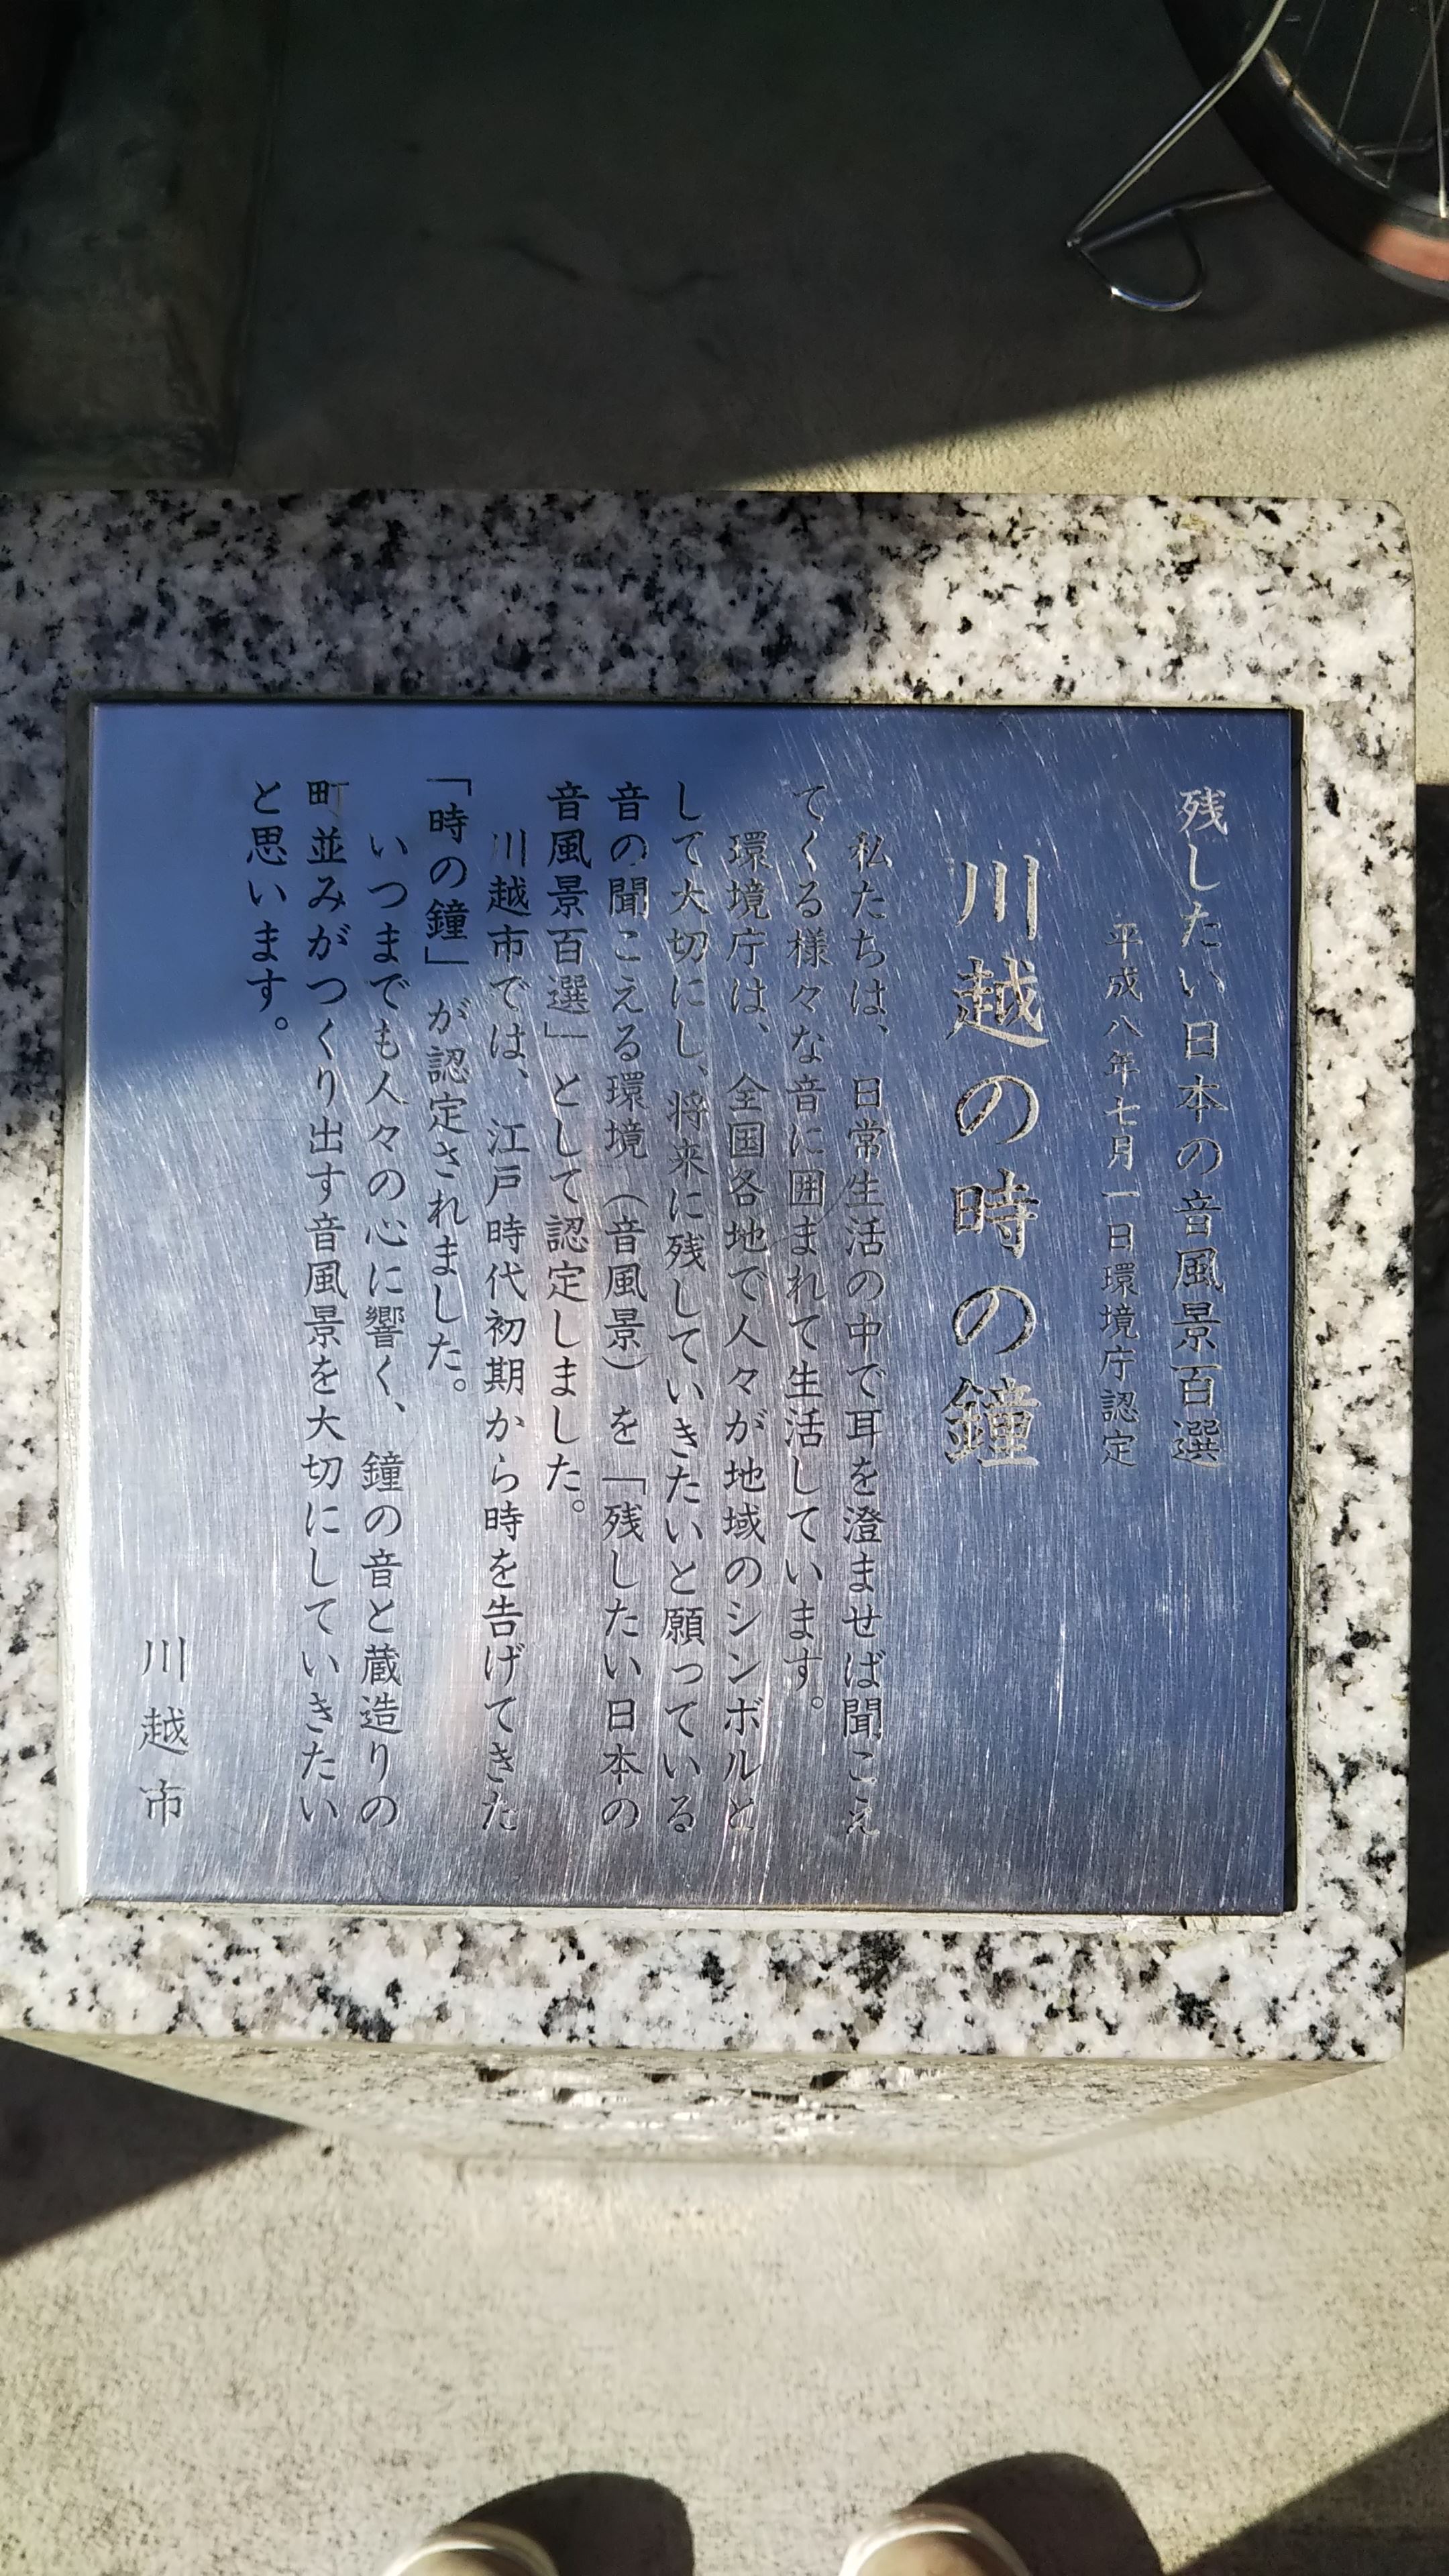 残したい日本の音風景百選
平成八年七月一日環境庁認定
川越の時の鐘
私たちは、日常生活の中で耳を澄ませば聞こえ
てくる様々な音に囲まれて生活しています。
環境庁は、全国各地で人々が地域のシンボルと
して大切にし、将来に残していきたいと願っている
音の聞こえる環境（音風景）を「残したい日本の
音風景百選」として認定しました。
川越市では、江戸時代初期から時を告げてきた
「時の鐘」が認定されました。
いつまでも人々の心に響く、鐘の音と蔵造りの
町並みがつくり出す音風景を大切にしていきたい
と思います。
川越市